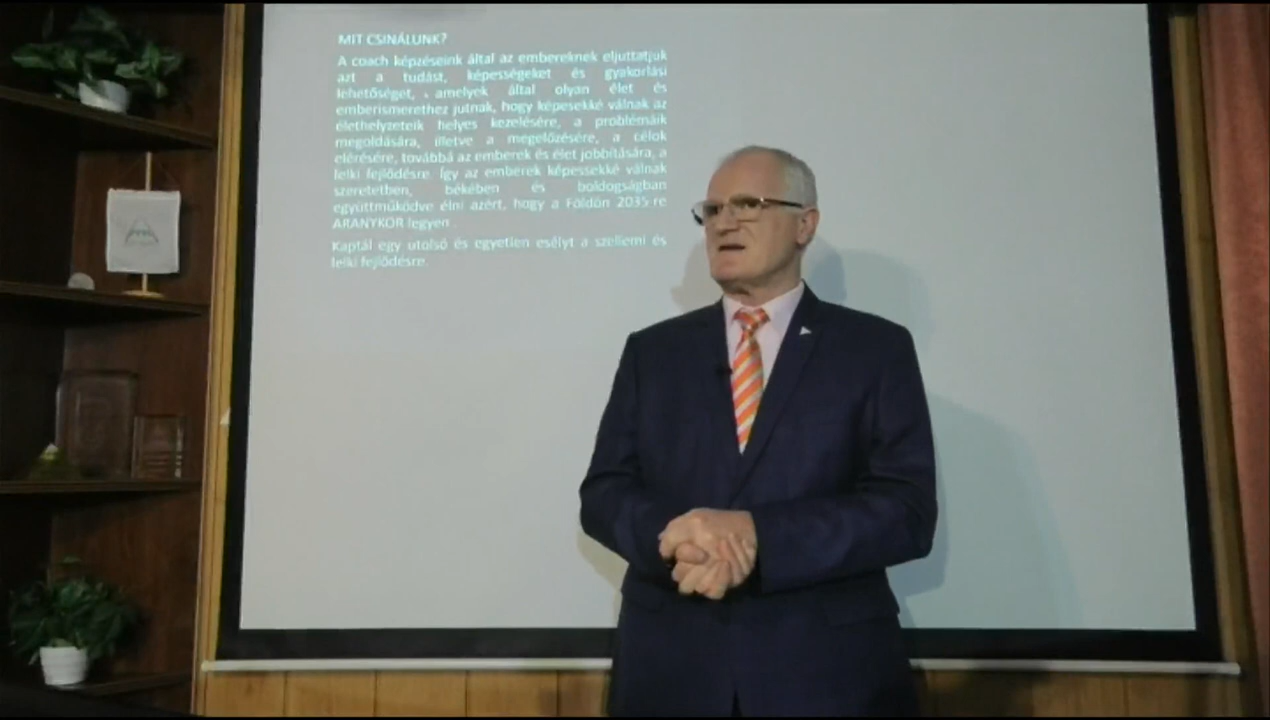 MIT CSINÁLUNK?
A coach képzéseink által az embereknek eljuttatjuk
azt a tudást, képességeket és gyakorlási
lehetőséget, amelyek által olyan élet és
emberismerethez jutnak, hogy képesekké válnak az
élethelyzeteik helyes kezelésére, a problémáik
megoldására, illetve a megelőzésére, a célok
elérésére, továbbá az emberek és élet jobbítására, a
lelki fejlődésre. Így az emberek képessekké válnak
szeretetben, békében és boldogságban
együttműködve élni azért, hogy a Földön 2035-re
ARANYKOR legyen
Kaptál egy utolsó és egyetlen esélyt a szellemi és
lelki fejlődésre.